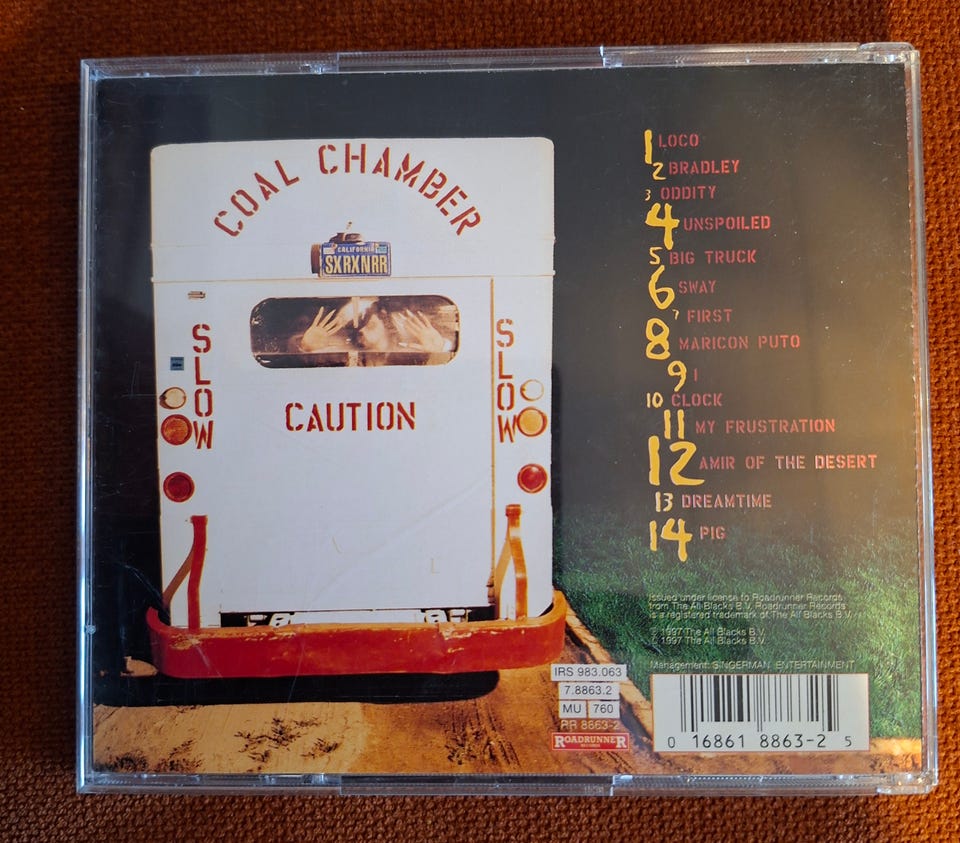 COAL CHAMBER
CALIFORNIA
SXRXNRR
SLOW
SLOW
CAUTION
1 LOCO
2 BRADLEY
3 ODDITY
4 UNSPOILED
5 BIG TRUCK
6 SWAY
7 FIRST
8 MARICON PUTO
9 I
10 CLOCK
11 MY FRUSTRATION
12 AMIR OF THE DESERT
13 DREAMTIME
14 PIG
Issued under license to Roadrunner Records
from The All Blacks B.V. Roadrunner Records
is a registered trademark of The All Blacks B.V.
℗ 1997 The All Blacks B.V.
© 1997 The All Blacks B.V.
Management: SINGERMAN ENTERTAINMENT
IRS 983.063
7.8863.2
MU 760
RR 8863-2
ROADRUNNER
RECORDS
0 16861 8863-2 5